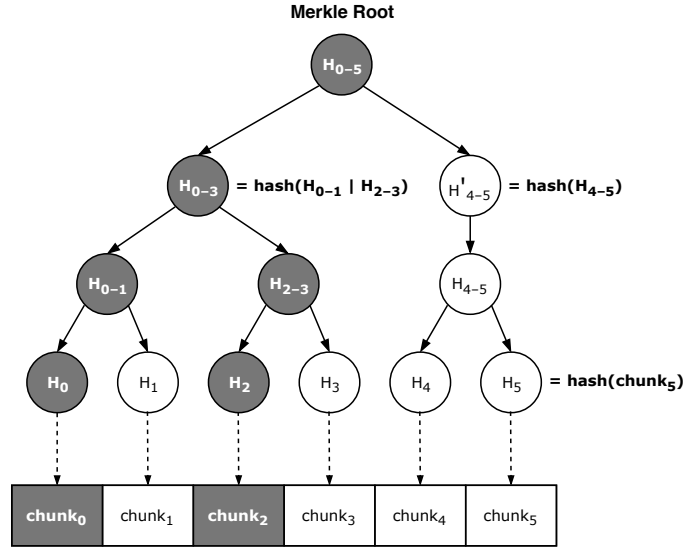 Merkle Root
H₀₋₅
H₀₋₃ = hash(H₀₋₁ | H₂₋₃) H'₄₋₅ = hash(H₄₋₅)
H₀₋₁ H₂₋₃ H₄₋₅
H₀ H₁ H₂ H₃ H₄ H₅ = hash(chunk₅)
chunk₀ chunk₁ chunk₂ chunk₃ chunk₄ chunk₅